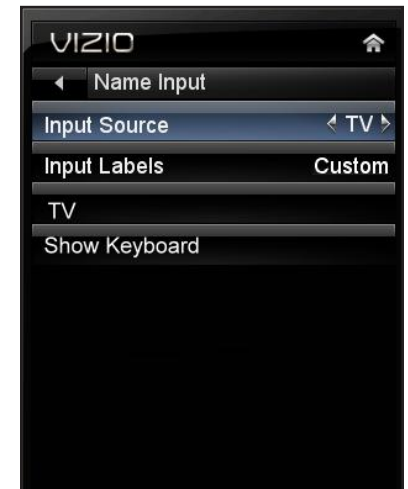 VIZIO
Name Input
Input Source TV
Input Labels Custom
TV
Show Keyboard